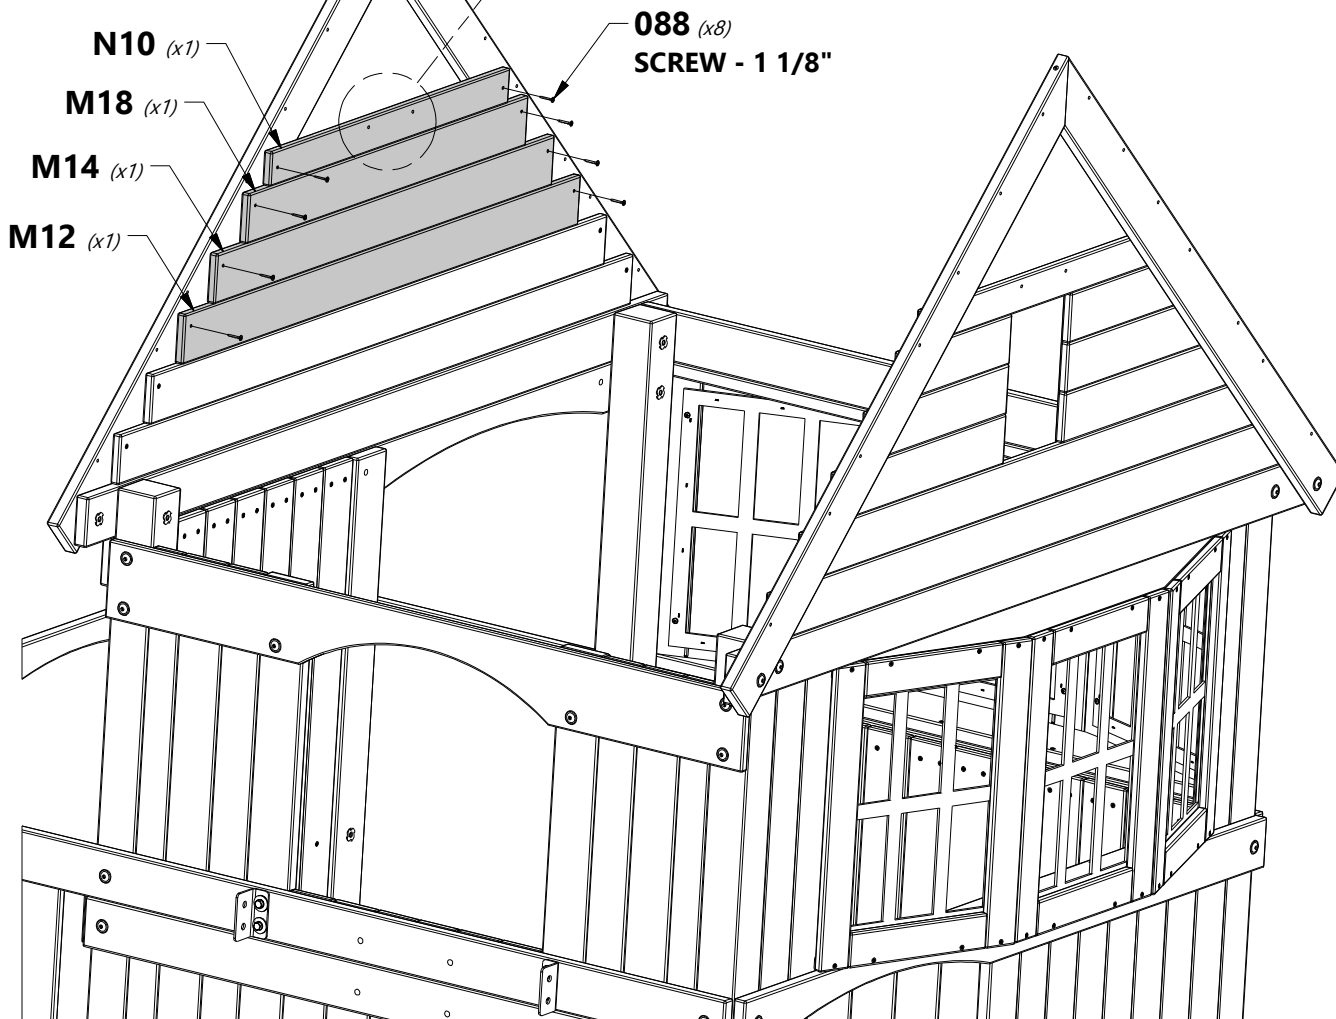 088 (x8)
SCREW - 1 1/8"
N10 (x1)
M18 (x1)
M14 (x1)
M12 (x1)